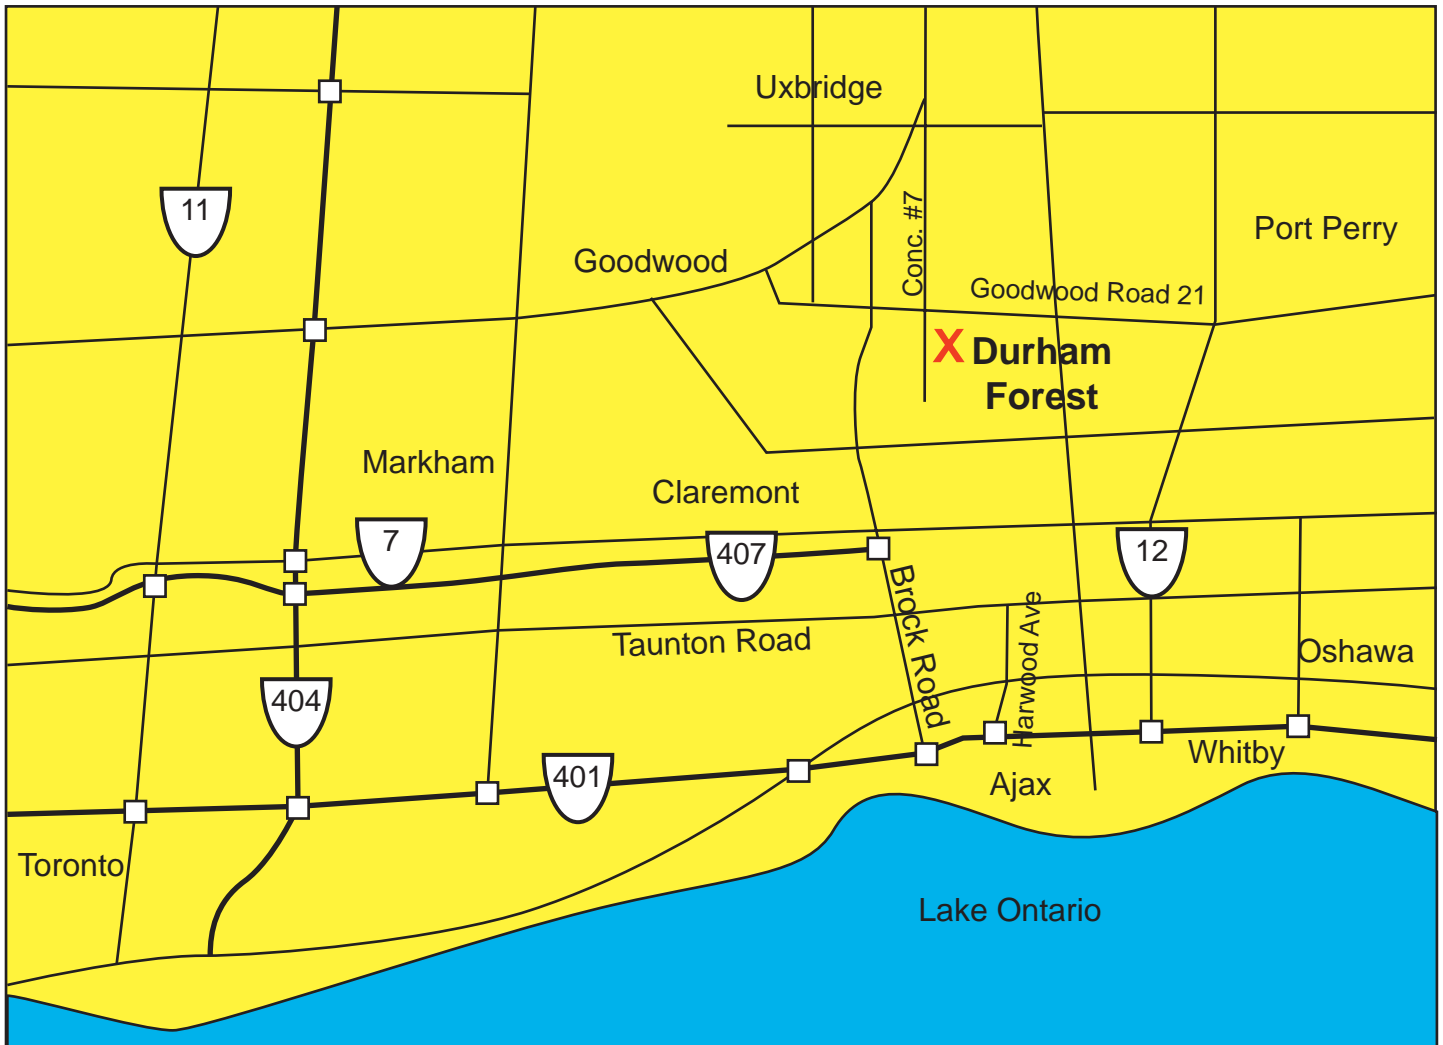 Uxbridge
11
Conc. #7
Port Perry
Goodwood
Goodwood Road 21
X Durham
Forest
Markham
Claremont
7
407
12
Brock Road
Harwood Ave
Taunton Road
Oshawa
404
401
Whitby
Ajax
Toronto
Lake Ontario